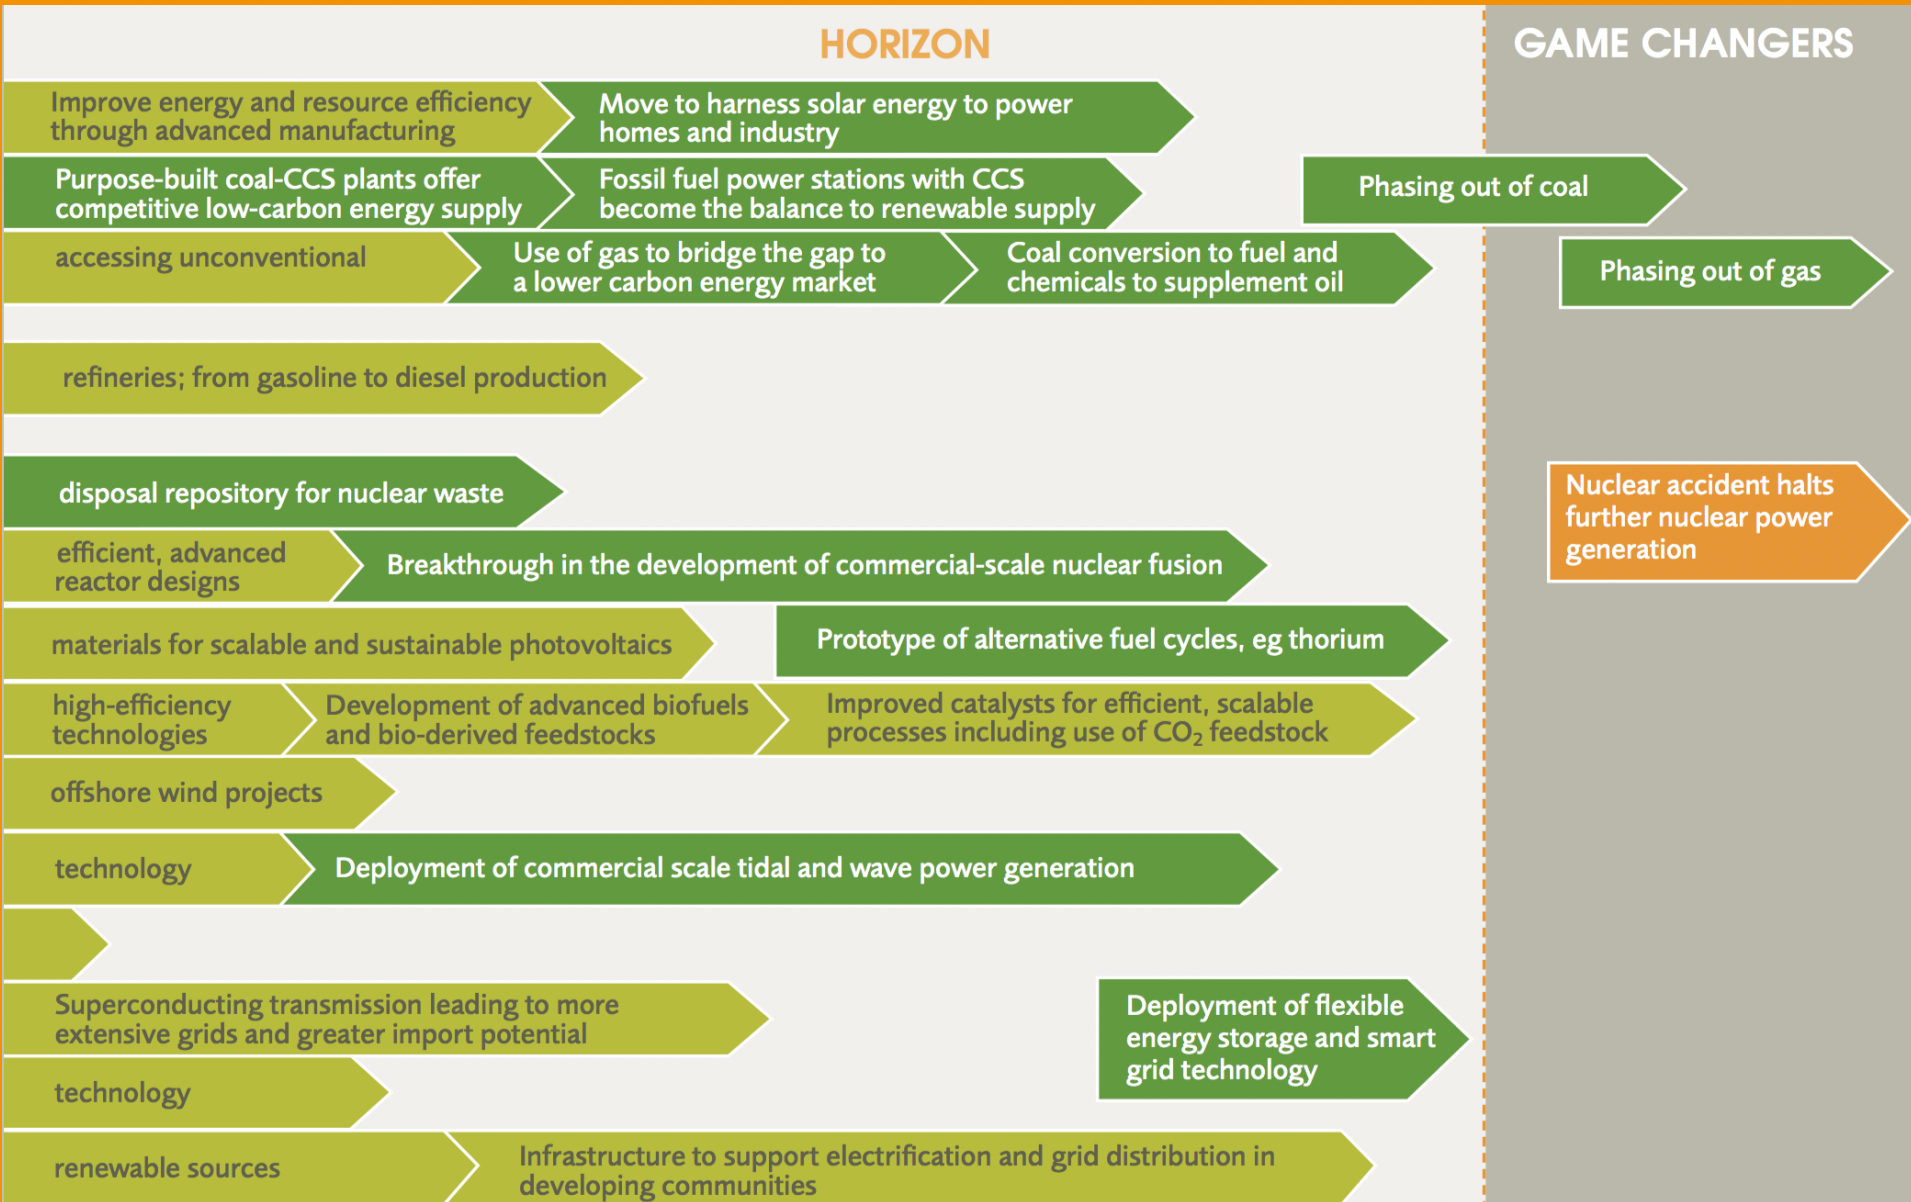 HORIZON
GAME CHANGERS
Improve energy and resource efficiency
through advanced manufacturing
Move to harness solar energy to power
homes and industry
Purpose-built coal-CCS plants offer
competitive low-carbon energy supply
Fossil fuel power stations with CCS
become the balance to renewable supply
Phasing out of coal
accessing unconventional
Use of gas to bridge the gap to
a lower carbon energy market
Coal conversion to fuel and
chemicals to supplement oil
Phasing out of gas
refineries; from gasoline to diesel production
disposal repository for nuclear waste
Nuclear accident halts
further nuclear power
generation
efficient, advanced
reactor designs
Breakthrough in the development of commercial-scale nuclear fusion
materials for scalable and sustainable photovoltaics
Prototype of alternative fuel cycles, eg thorium
high-efficiency
technologies
Development of advanced biofuels
and bio-derived feedstocks
Improved catalysts for efficient, scalable
processes including use of CO₂ feedstock
offshore wind projects
technology
Deployment of commercial scale tidal and wave power generation
Superconducting transmission leading to more
extensive grids and greater import potential
Deployment of flexible
energy storage and smart
grid technology
technology
renewable sources
Infrastructure to support electrification and grid distribution in
developing communities